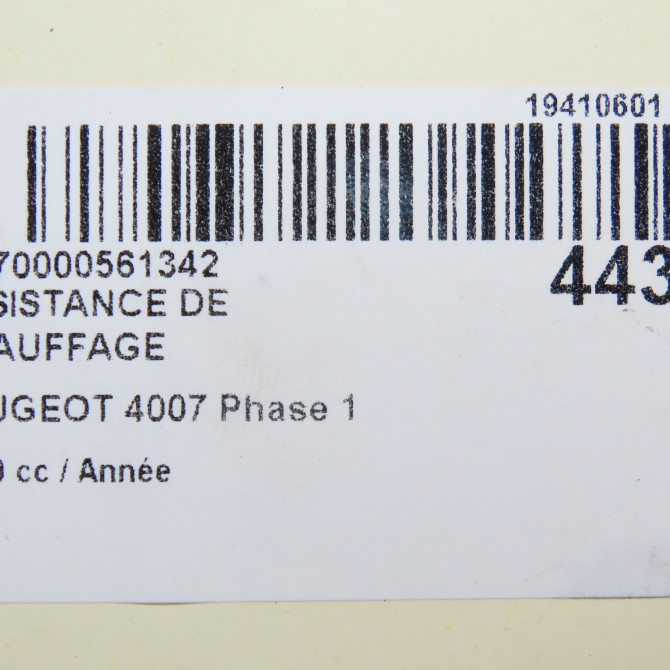 19410601
70000561342
443
SISTANCE DE
AUFFAGE
UGEOT 4007 Phase 1
9 cc / Année